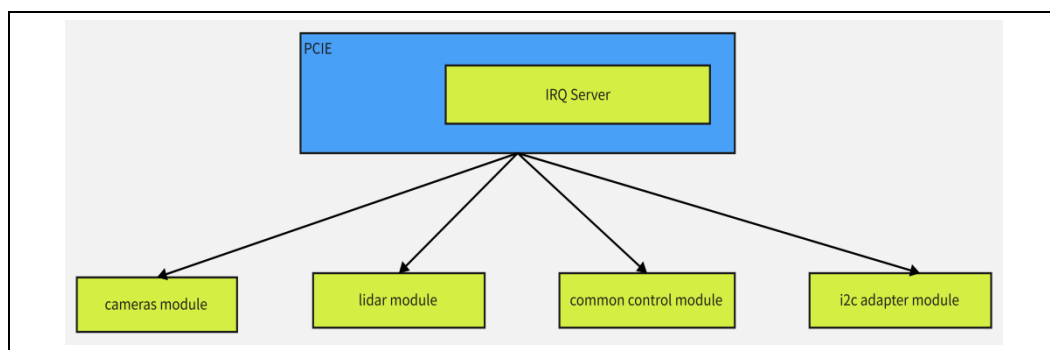 PCIE
IRQ Server
cameras module
lidar module
common control module
i2c adapter module